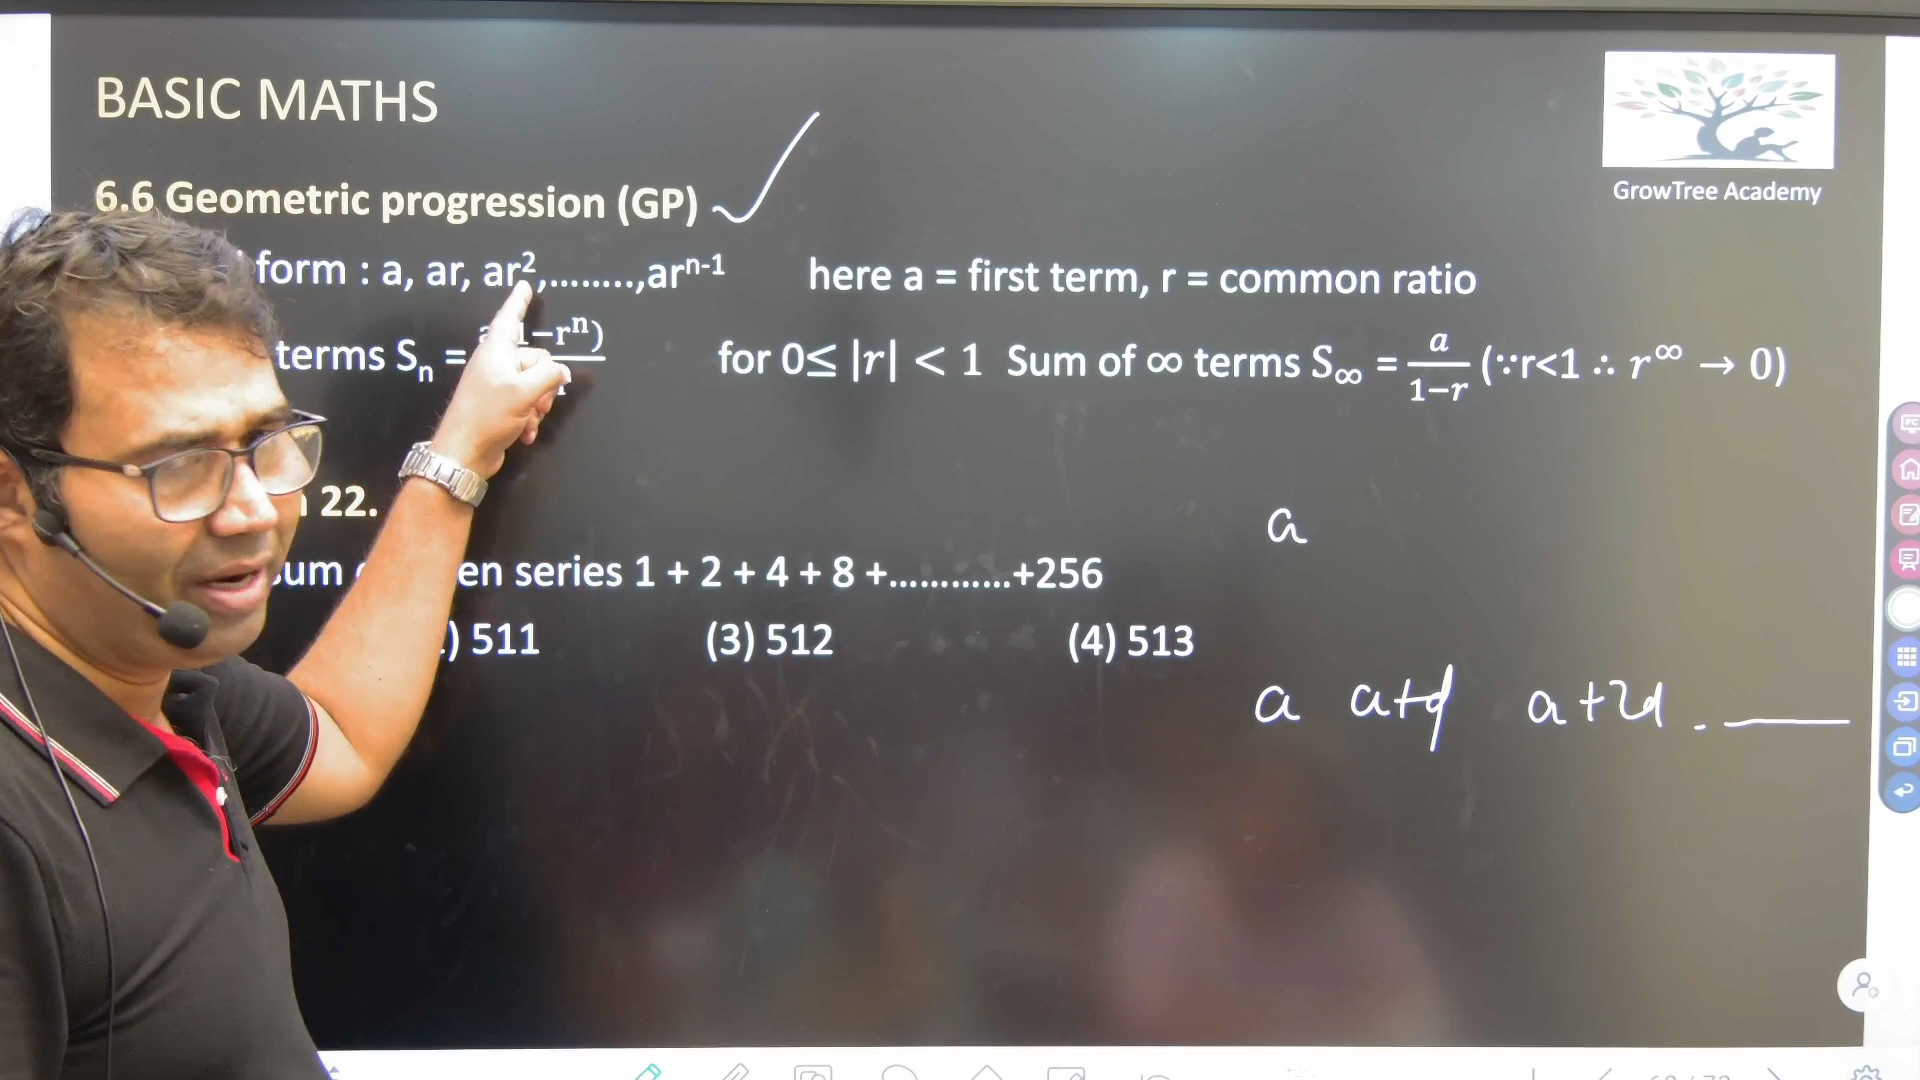 BASIC MATHS
GrowTree Academy
6.6 Geometric progression (GP)
form : a, ar, ar²,........,arⁿ⁻¹ here a = first term, r = common ratio
terms Sₙ = 1−rⁿ) for 0≤ |r| < 1 Sum of ∞ terms S∞ = a/1−r (∵r<1 ∴ r^∞ → 0)
22.
series 1 + 2 + 4 + 8 +............+256
) 511 (3) 512 (4) 513
a
a a+d a+2d .